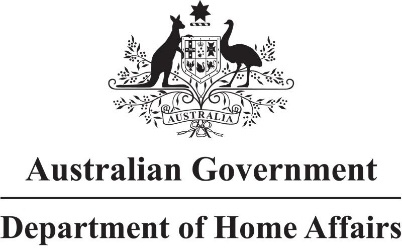 AUSTRALIA
Australian Government
Department of Home Affairs